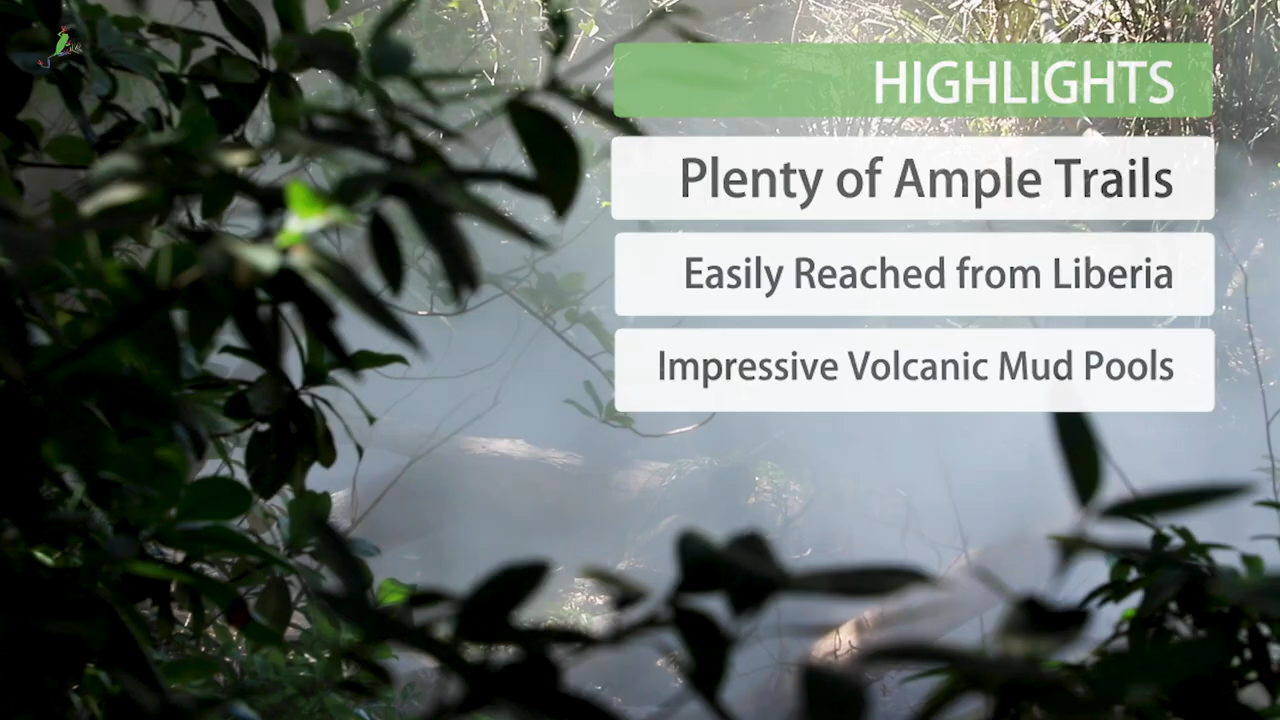 HIGHLIGHTS
Plenty of Ample Trails
Easily Reached from Liberia
Impressive Volcanic Mud Pools